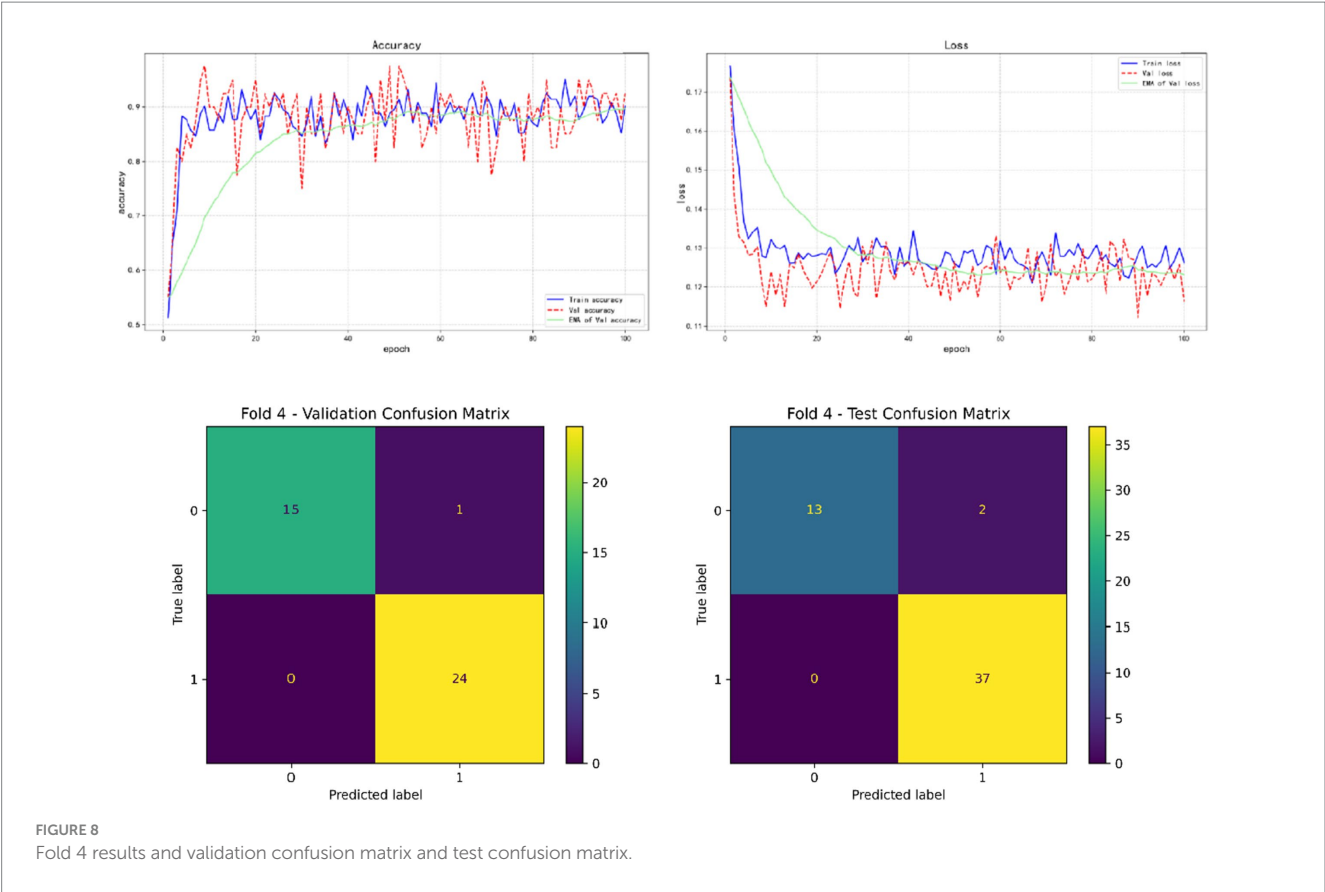 Accuracy
accuracy
0.9
0.8
0.7
0.6
0.5
0
20
40
60
80
100
epoch
Train accuracy
Val accuracy
EMA of Val accuracy
Loss
loss
0.17
0.16
0.15
0.14
0.13
0.12
0.11
0
20
40
60
80
100
epoch
Train loss
Val loss
EMA of Val loss
Fold 4 - Validation Confusion Matrix
True label
0
15
1
1
0
24
0
1
Predicted label
20
15
10
5
0
Fold 4 - Test Confusion Matrix
True label
0
13
2
1
0
37
0
1
Predicted label
35
30
25
20
15
10
5
0
FIGURE 8
Fold 4 results and validation confusion matrix and test confusion matrix.